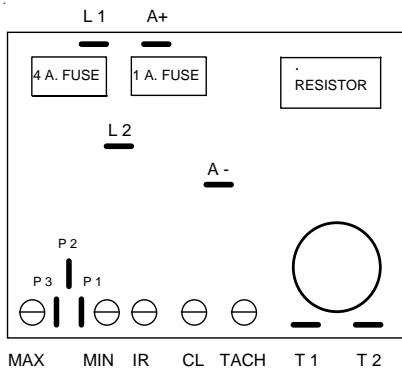 L 1 A+
4 A. FUSE 1 A. FUSE
RESISTOR
L 2
A -
P 2
P 3 P 1
MAX MIN IR CL TACH T 1 T 2